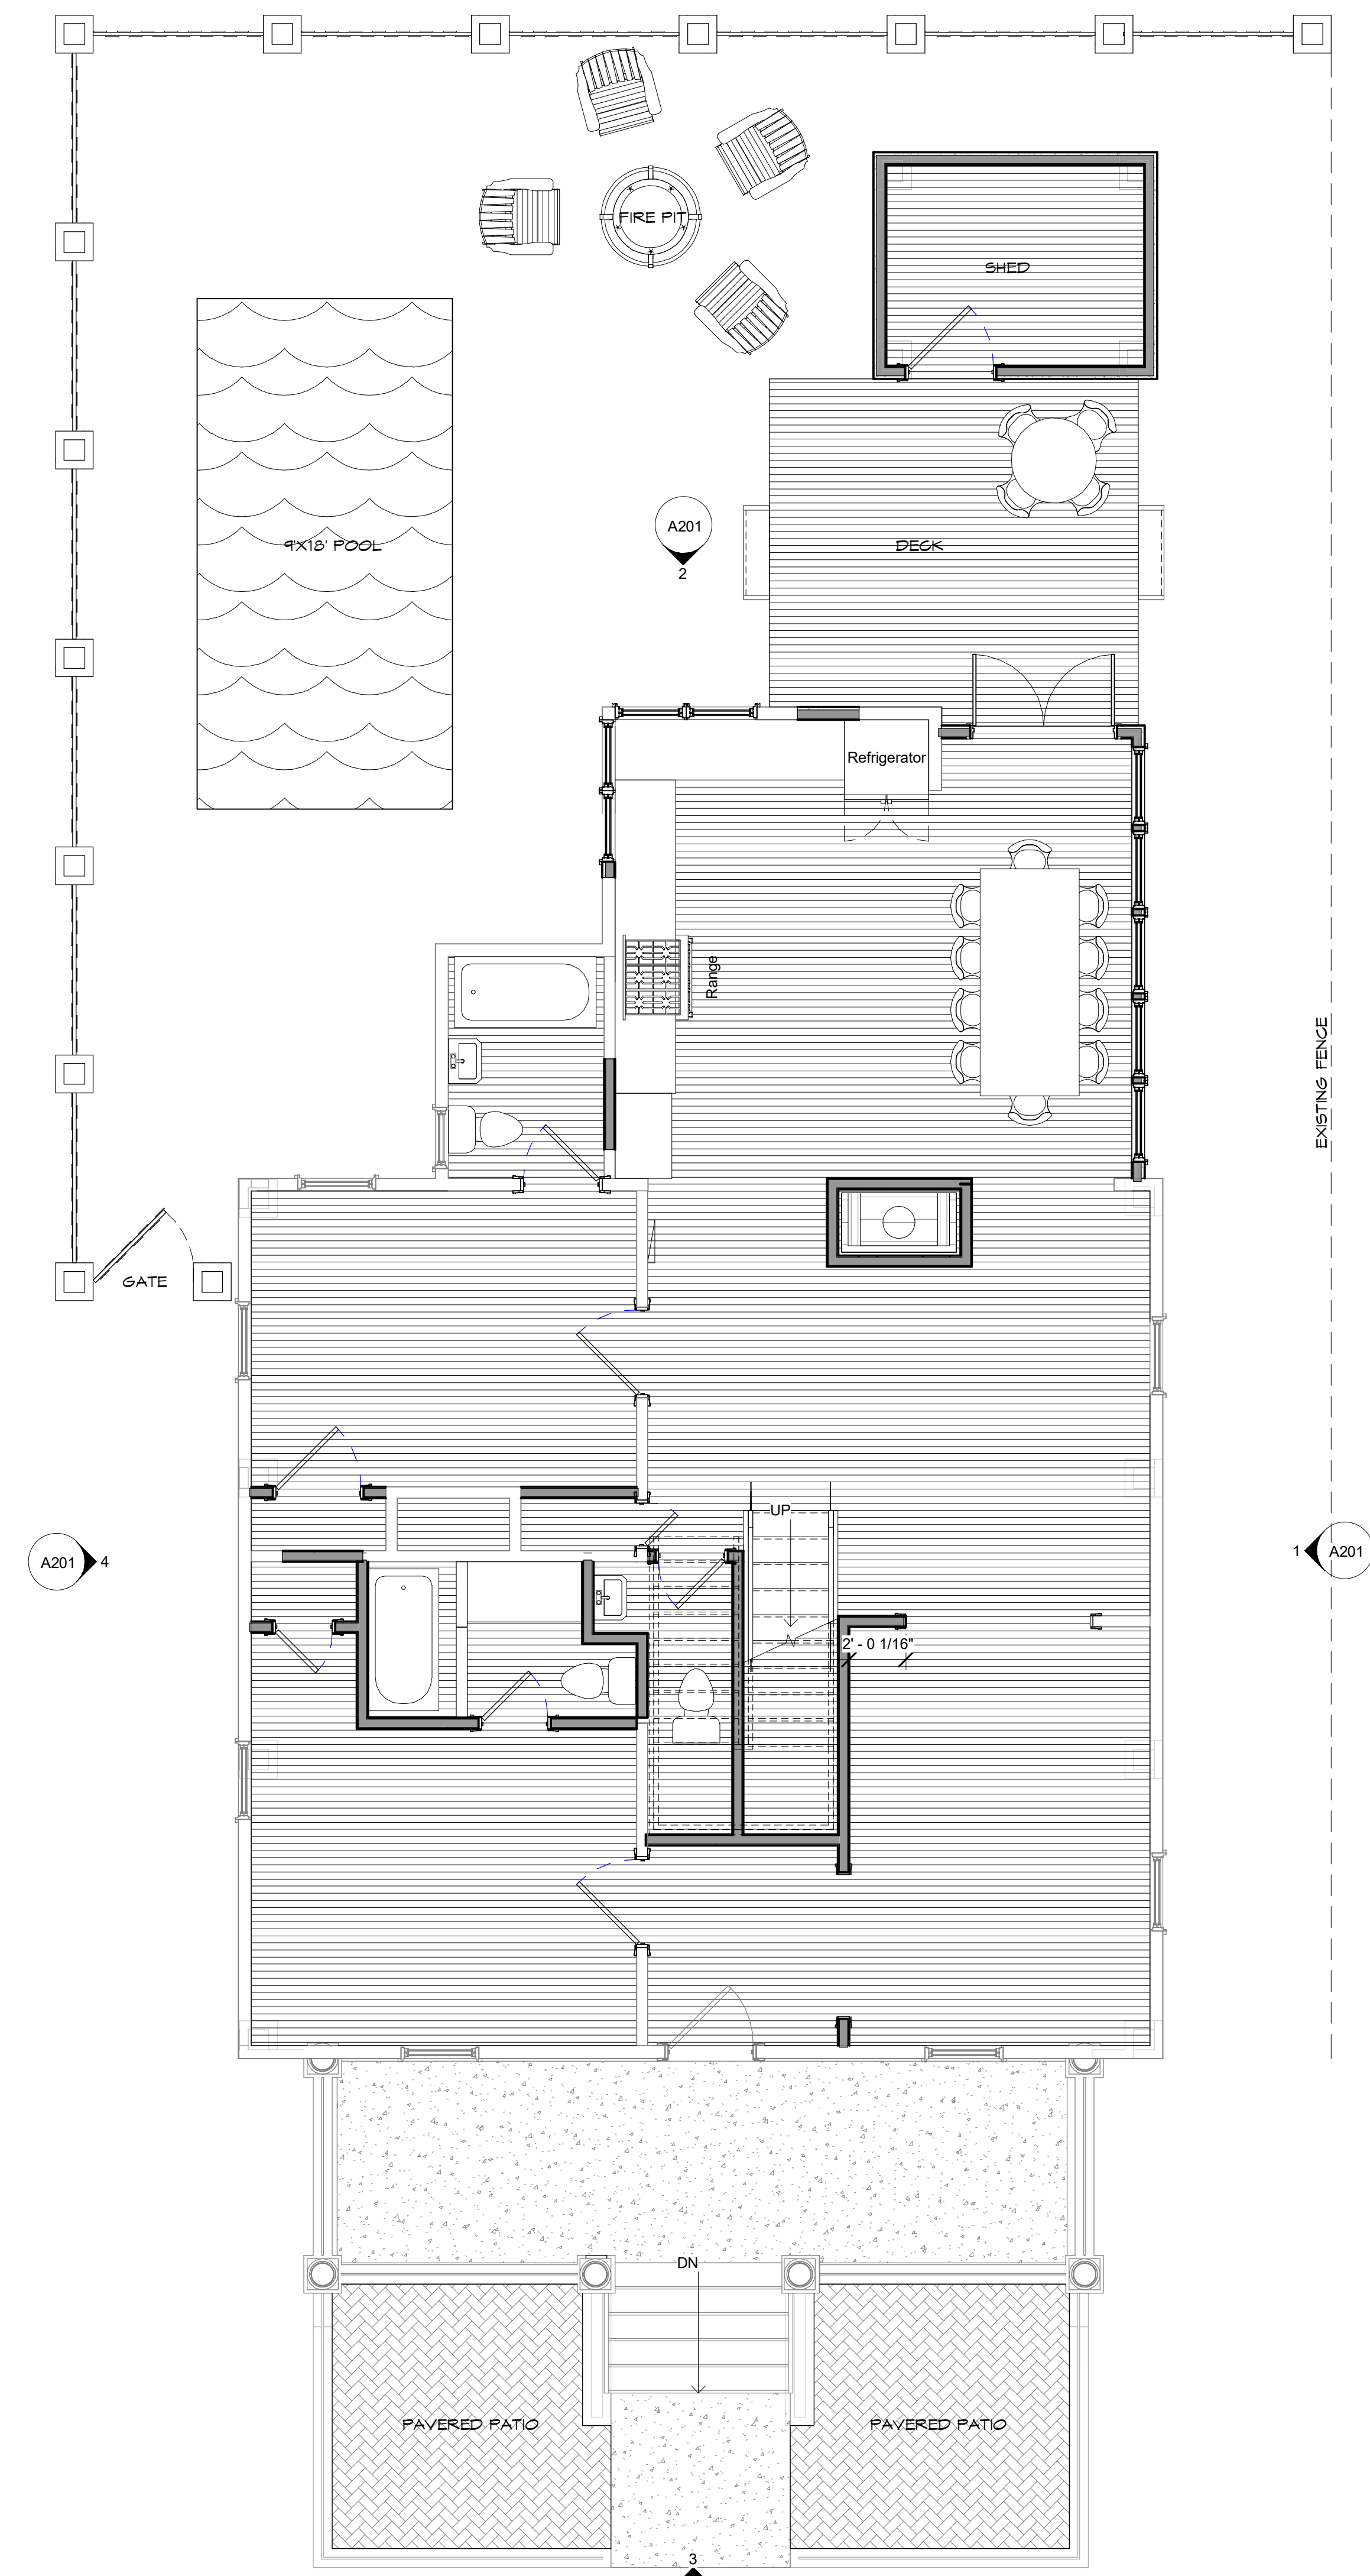 FIRE PIT
SHED
A201
2
9'X18' POOL
DECK
Refrigerator
Range
EXISTING FENCE
GATE
UP
A201
4
1
A201
2' - 0 1/16"
DN
PAVERED PATIO
PAVERED PATIO
3